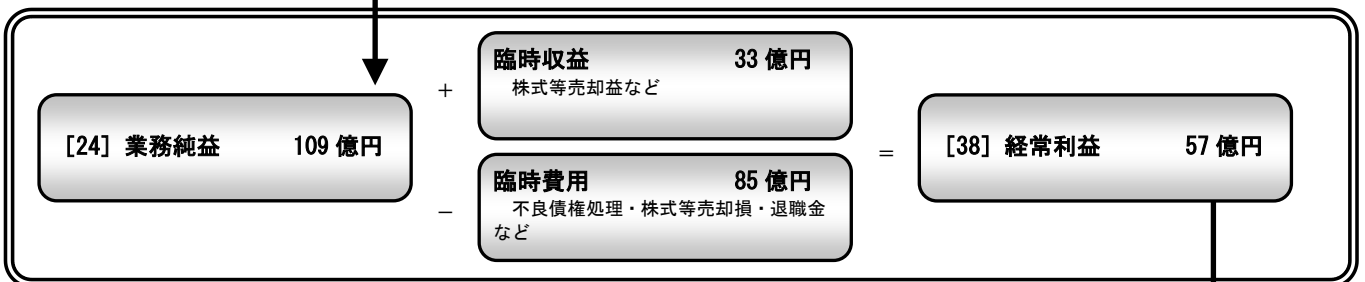 臨時収益 33 億円
株式等売却益など
+
[24] 業務純益 109 億円
=
[38] 経常利益 57 億円
臨時費用 85 億円
－
不良債権処理・株式等売却損・退職金
など